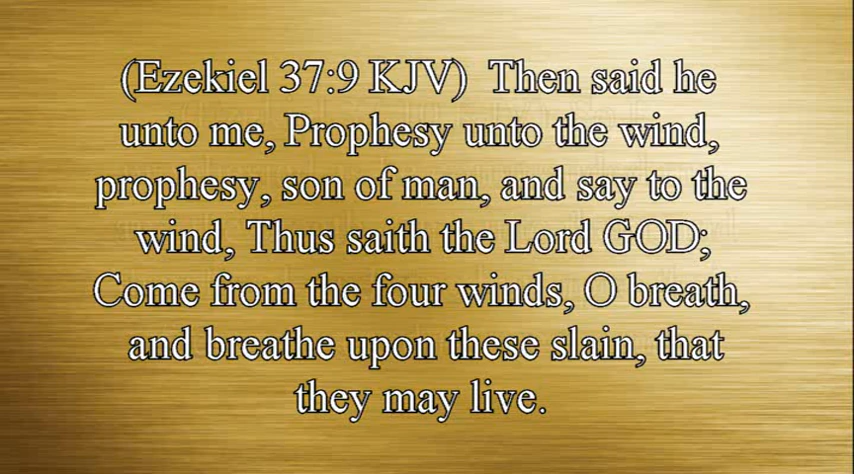 (Ezekiel 37:9 KJV)  Then said he
unto me, Prophesy unto the wind,
prophesy, son of man, and say to the
wind, Thus saith the Lord GOD;
Come from the four winds, O breath,
and breathe upon these slain, that
they may live.